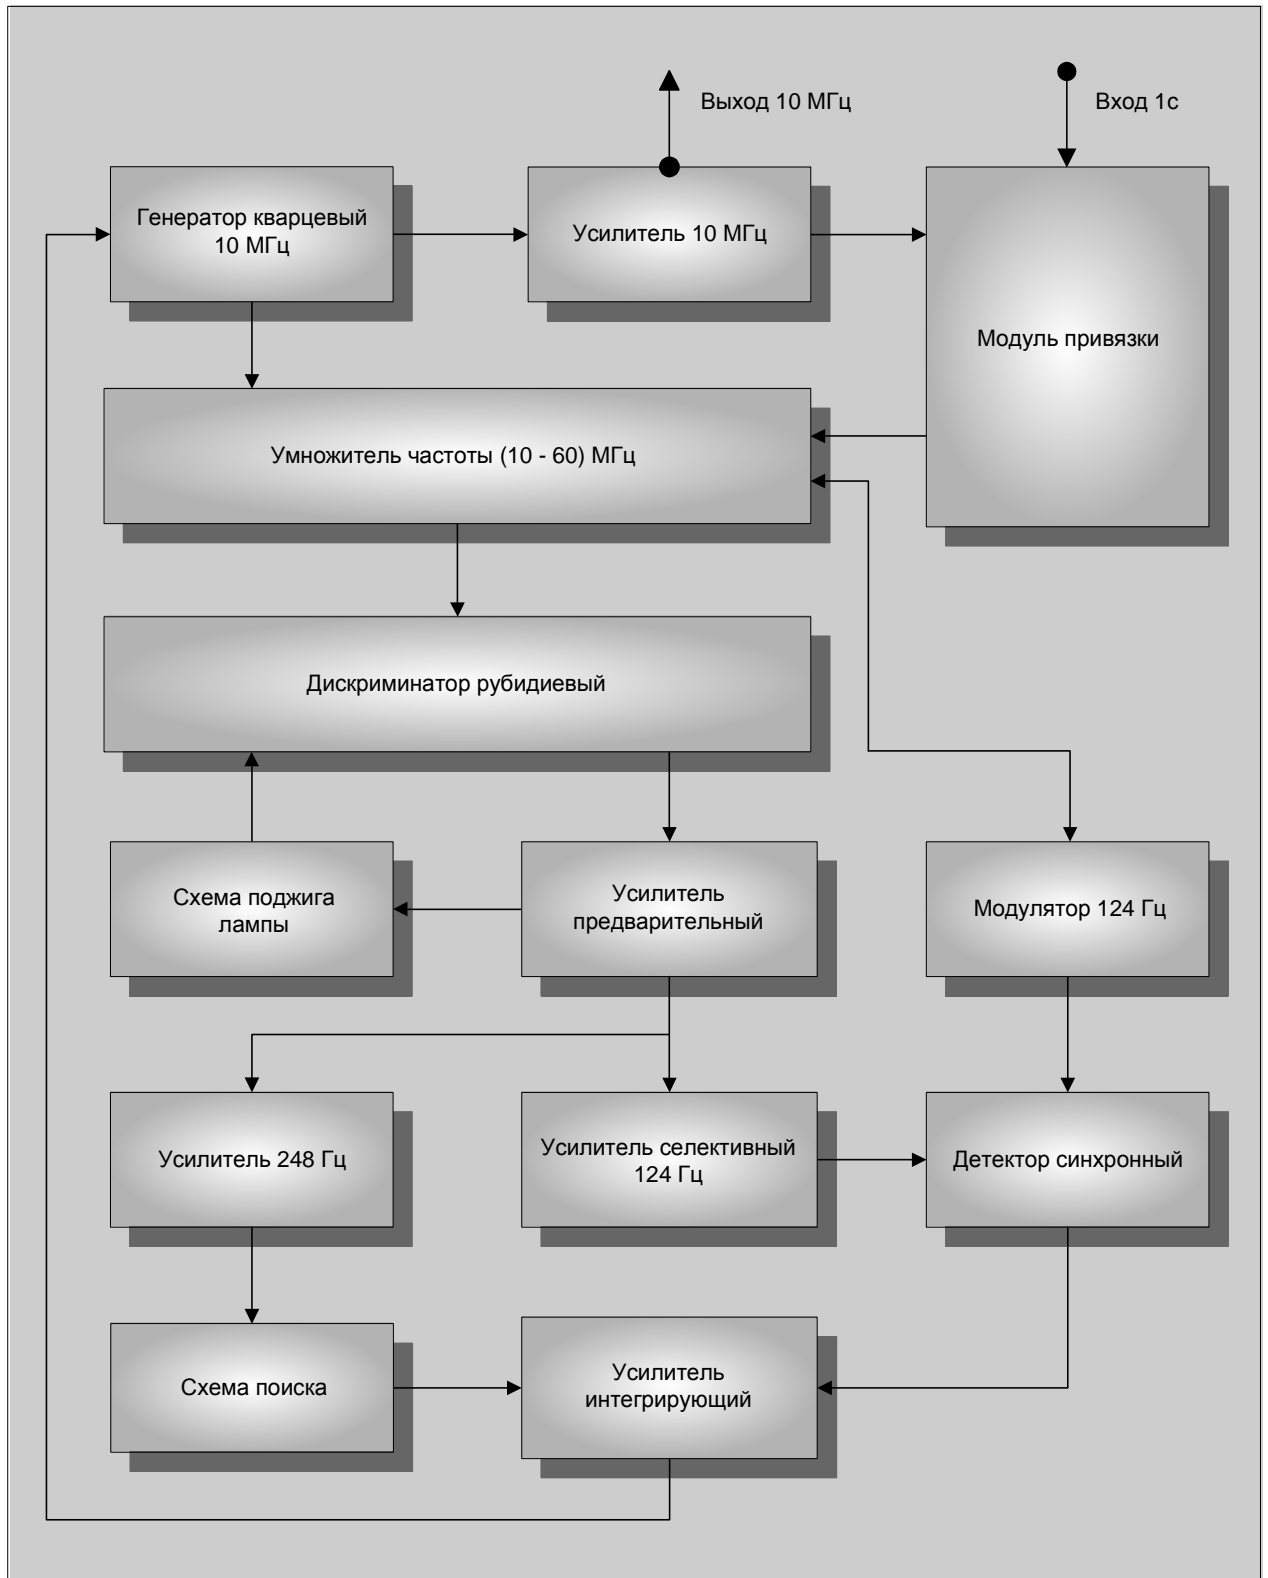 Выход 10 МГц
Вход 1с
Генератор кварцевый
10 МГц
Усилитель 10 МГц
Модуль привязки
Умножитель частоты (10 - 60) МГц
Дискриминатор рубидиевый
Схема поджига
лампы
Усилитель
предварительный
Модулятор 124 Гц
Усилитель 248 Гц
Усилитель селективный
124 Гц
Детектор синхронный
Схема поиска
Усилитель
интегрирующий